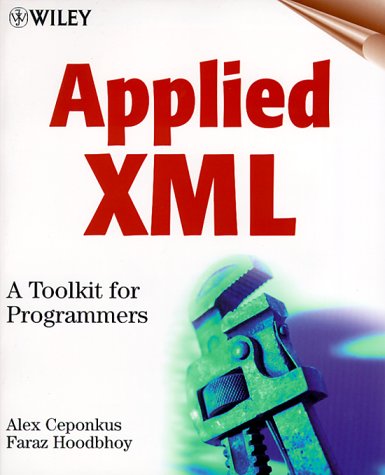 WILEY
Applied
XML
A Toolkit for
Programmers
Alex Ceponkus
Faraz Hoodbhoy